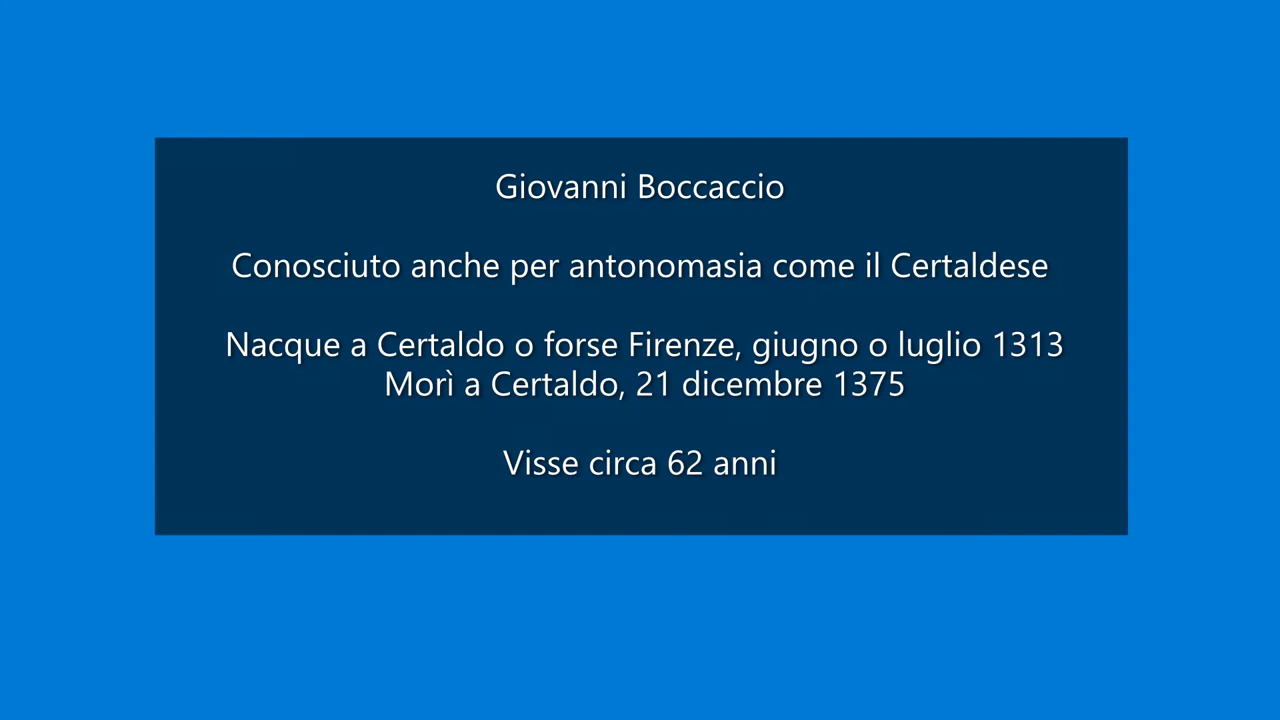 Giovanni Boccaccio
Conosciuto anche per antonomasia come il Certaldese
Nacque a Certaldo o forse Firenze, giugno o luglio 1313
Morì a Certaldo, 21 dicembre 1375
Visse circa 62 anni